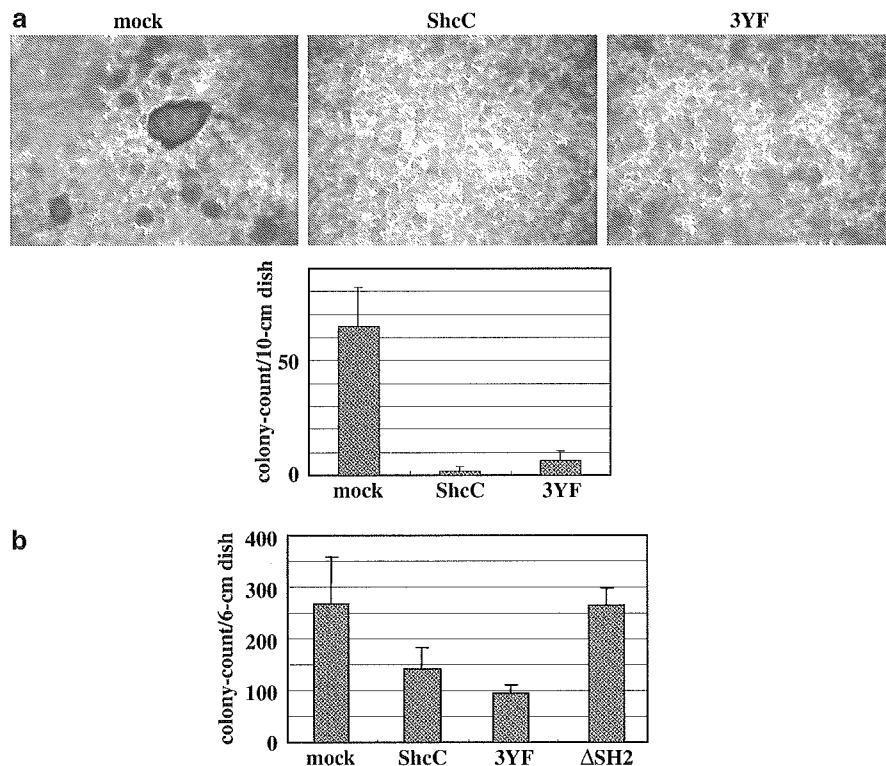 a
mock ShcC 3YF
colony-count/10-cm dish
50
0
mock ShcC 3YF
b
colony-count/6-cm dish
400
300
200
100
0
mock ShcC 3YF ΔSH2